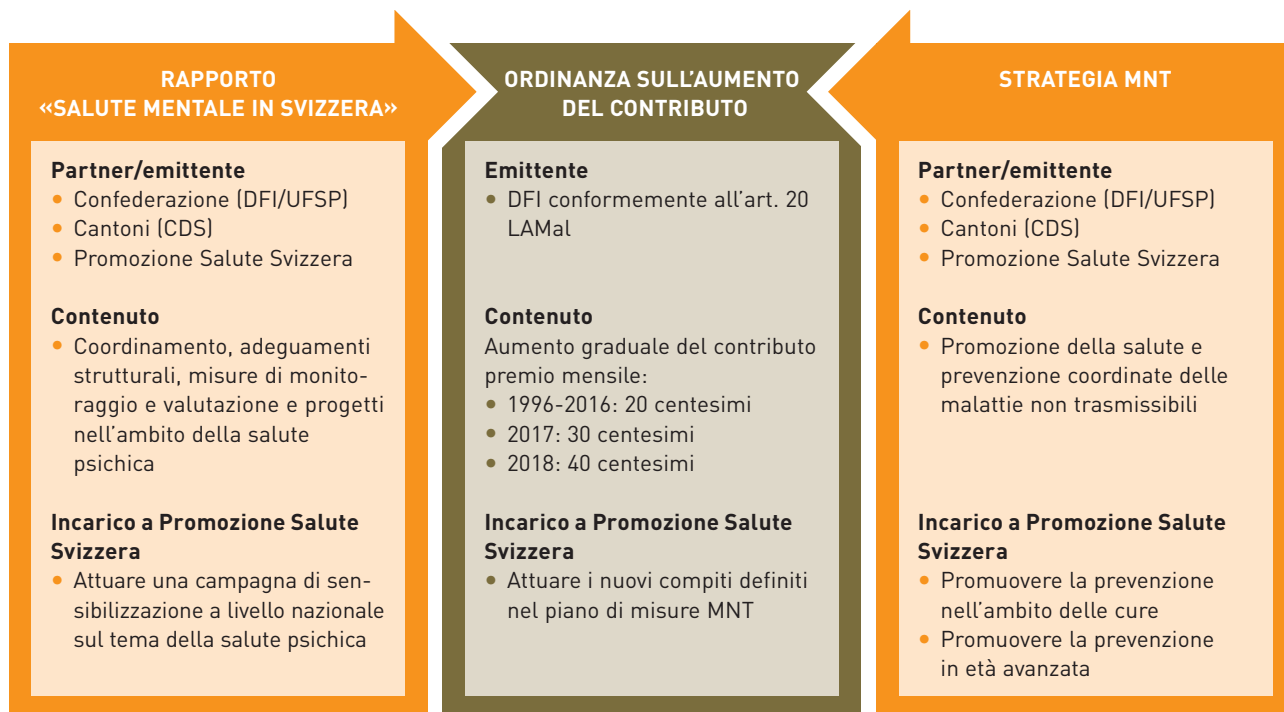 RAPPORTO
«SALUTE MENTALE IN SVIZZERA»
Partner/emittente
• Confederazione (DFI/UFSP)
• Cantoni (CDS)
• Promozione Salute Svizzera
Contenuto
• Coordinamento, adeguamenti
strutturali, misure di monito-
raggio e valutazione e progetti
nell'ambito della salute
psichica
Incarico a Promozione Salute
Svizzera
• Attuare una campagna di sen-
sibilizzazione a livello nazionale
sul tema della salute psichica
ORDINANZA SULL'AUMENTO
DEL CONTRIBUTO
Emittente
• DFI conformemente all'art. 20
LAMal
Contenuto
Aumento graduale del contributo
premio mensile:
• 1996-2016: 20 centesimi
• 2017: 30 centesimi
• 2018: 40 centesimi
Incarico a Promozione Salute
Svizzera
• Attuare i nuovi compiti definiti
nel piano di misure MNT
STRATEGIA MNT
Partner/emittente
• Confederazione (DFI/UFSP)
• Cantoni (CDS)
• Promozione Salute Svizzera
Contenuto
• Promozione della salute e
prevenzione coordinate delle
malattie non trasmissibili
Incarico a Promozione Salute
Svizzera
• Promuovere la prevenzione
nell'ambito delle cure
• Promuovere la prevenzione
in età avanzata